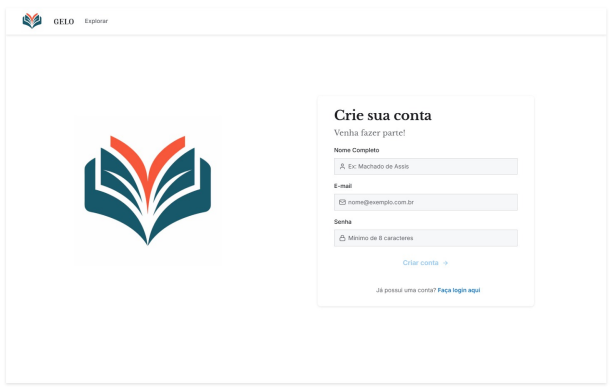 GELO Explorar
Crie sua conta
Venha fazer parte!
Nome Completo
Ex: Machado de Assis
E-mail
nome@exemplo.com.br
Senha
Mínimo de 8 caracteres
Criar conta →
Já possui uma conta? Faça login aqui